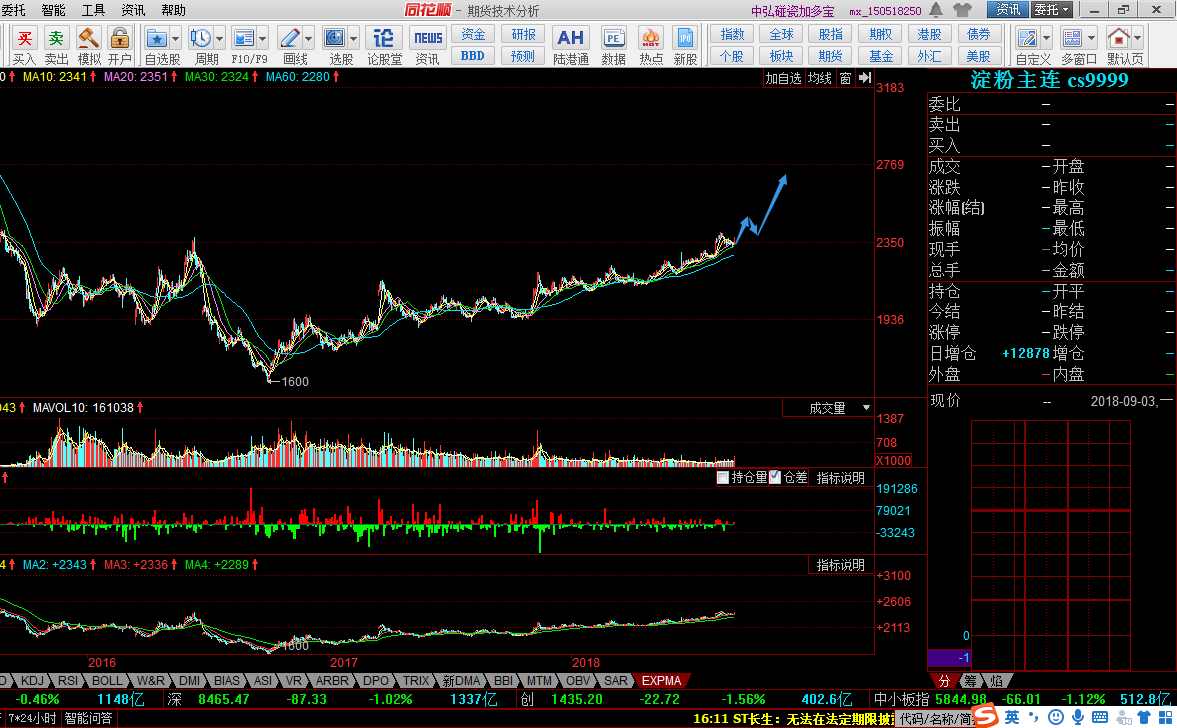 委托 智能 工具 资讯 帮助 同花顺 - 期货技术分析 中弘碰瓷加多宝 mx_150518250 资讯 委托
买 卖 论 NEWS 资金 研报 AH PE HOT IPO 指数 全球 股指 期权 港股 债券
买入 卖出 模拟 开户 自选股 周期 F10/F9 画线 选股 论股堂 资讯 BBD 预测 陆港通 数据 热点 新股 个股 板块 期货 基金 外汇 美股 自定义 多窗口 默认页
0 MA10: 2341 MA20: 2351 MA30: 2324 MA60: 2280 加自选 均线 窗
3183
2769
2350
1936
1600
043 MAVOL10: 161038 成交量
1387
708
X1000
持仓量 仓差 指标说明
191286
79021
-33243
4 MA2: +2343 MA3: +2336 MA4: +2289 指标说明
+3100
+2606
+2113
1600
2016 2017 2018
KDJ RSI BOLL W&R DMI BIAS ASI VR ARBR DPO TRIX 新DMA BBI MTM OBV SAR EXPMA
淀粉主连 cs9999
委比 – –
卖出 – –
买入 – –
成交 – 开盘 –
涨跌 – 昨收 –
涨幅(结) – 最高 –
振幅 – 最低 –
现手 – 均价 –
总手 – 金额 –
持仓 – 开平 –
今结 – 昨结 –
涨停 – 跌停 –
日增仓 +12878 增仓 –
外盘 – 内盘 –
现价 -- 2018-09-03,一
0
-1
分 筹 焰
-0.46% 1148亿 深 8465.47 -87.33 -1.02% 1337亿 创 1435.20 -22.72 -1.56% 402.6亿 中小板指 5844.98 -66.01 -1.12% 512.8亿
7*24小时 智能问答 16:11 ST长生: 无法在法定期限披 代码/名称/简 英